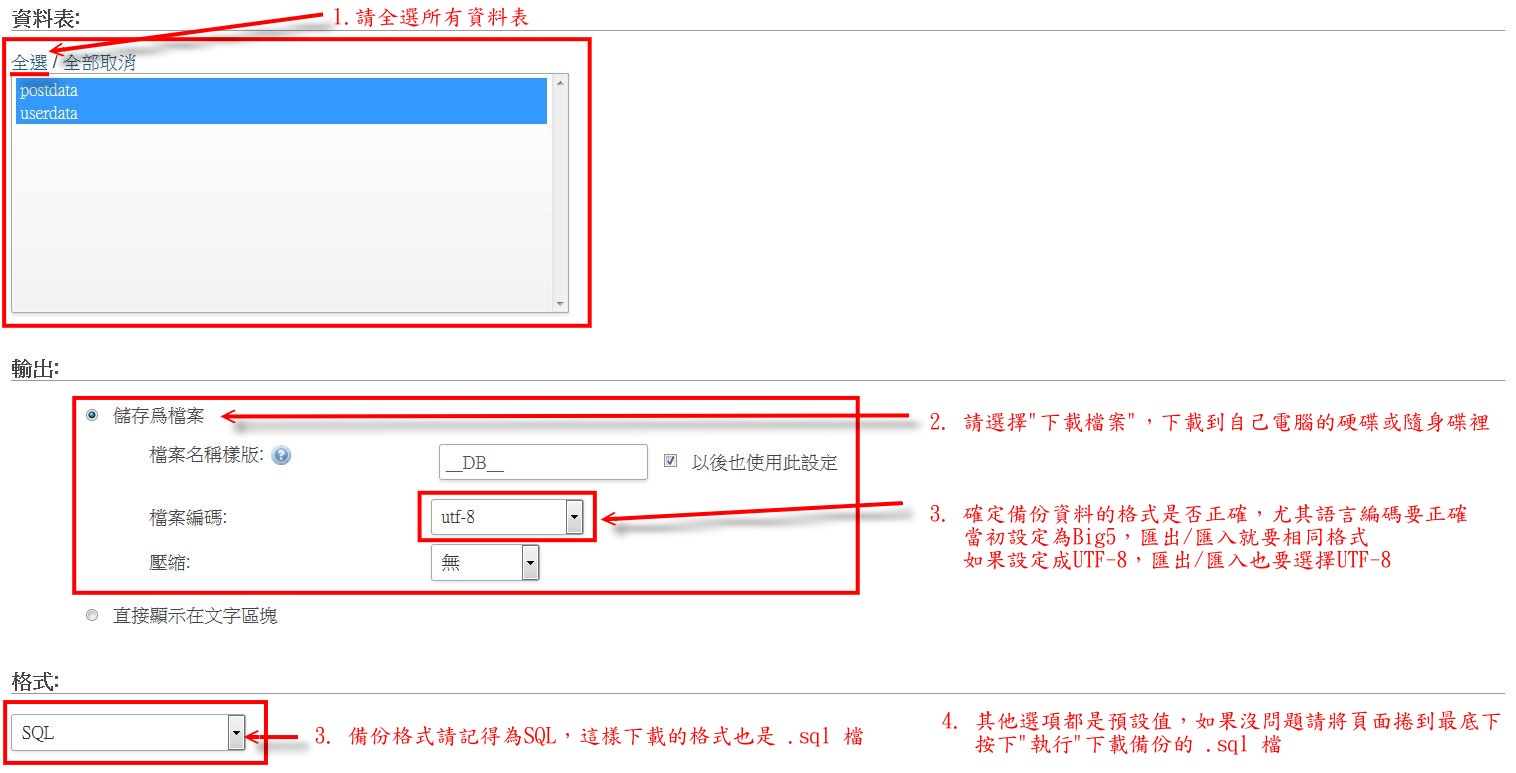 資料表:
1.請全選所有資料表
全選 / 全部取消
postdata
userdata
輸出:
儲存爲檔案
2. 請選擇"下載檔案"，下載到自己電腦的硬碟或隨身碟裡
檔案名稱樣版:
__DB__
以後也使用此設定
檔案編碼:
utf-8
3. 確定備份資料的格式是否正確，尤其語言編碼要正確
當初設定為Big5，匯出/匯入就要相同格式
如果設定成UTF-8，匯出/匯入也要選擇UTF-8
壓縮:
無
直接顯示在文字區塊
格式:
SQL
3. 備份格式請記得為SQL，這樣下載的格式也是 .sql 檔
4. 其他選項都是預設值，如果沒問題請將頁面捲到最底下
按下"執行"下載備份的 .sql 檔